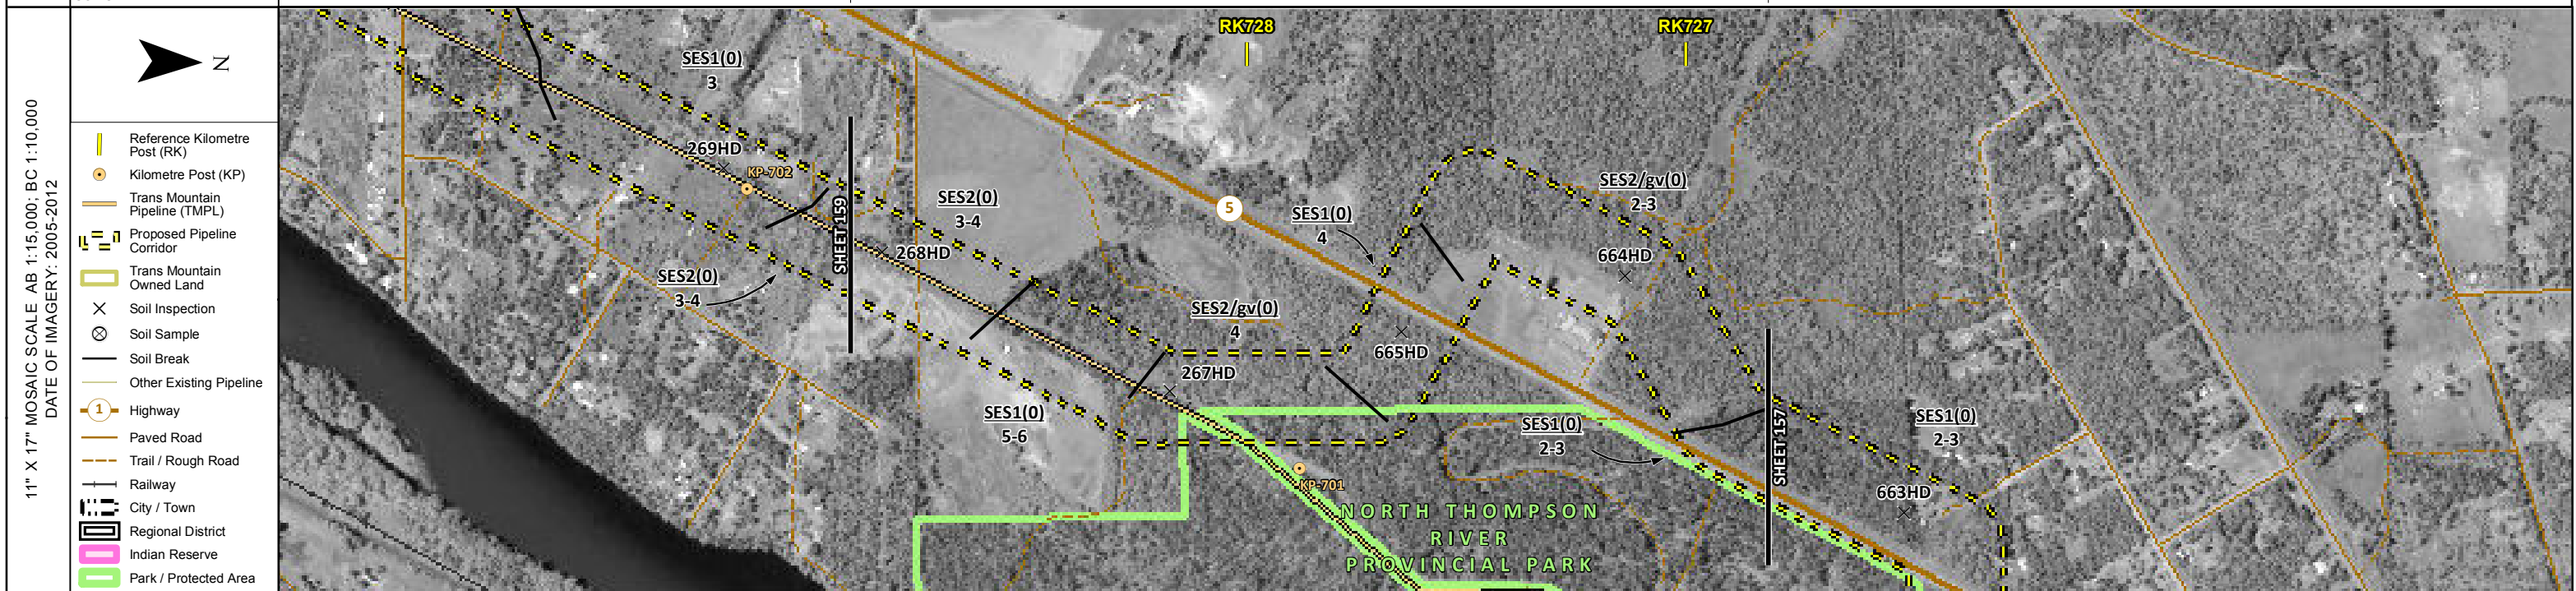 11" X 17" MOSAIC SCALE AB 1:15,000; BC 1:10,000
DATE OF IMAGERY: 2005-2012
N
Reference Kilometre
Post (RK)
Kilometre Post (KP)
Trans Mountain
Pipeline (TMPL)
Proposed Pipeline
Corridor
Trans Mountain
Owned Land
Soil Inspection
Soil Sample
Soil Break
Other Existing Pipeline
1 Highway
Paved Road
Trail / Rough Road
Railway
City / Town
Regional District
Indian Reserve
Park / Protected Area
RK728
RK727
SES1(0)
3
269HD
KP-702
SES2(0)
3-4
SHEET 159
268HD
SES2(0)
3-4
5
SES1(0)
4
SES2/gv(0)
2-3
664HD
SES2/gv(0)
4
665HD
267HD
SES1(0)
5-6
SES1(0)
2-3
SHEET 157
SES1(0)
2-3
663HD
KP-701
NORTH THOMPSON
RIVER
PROVINCIAL PARK